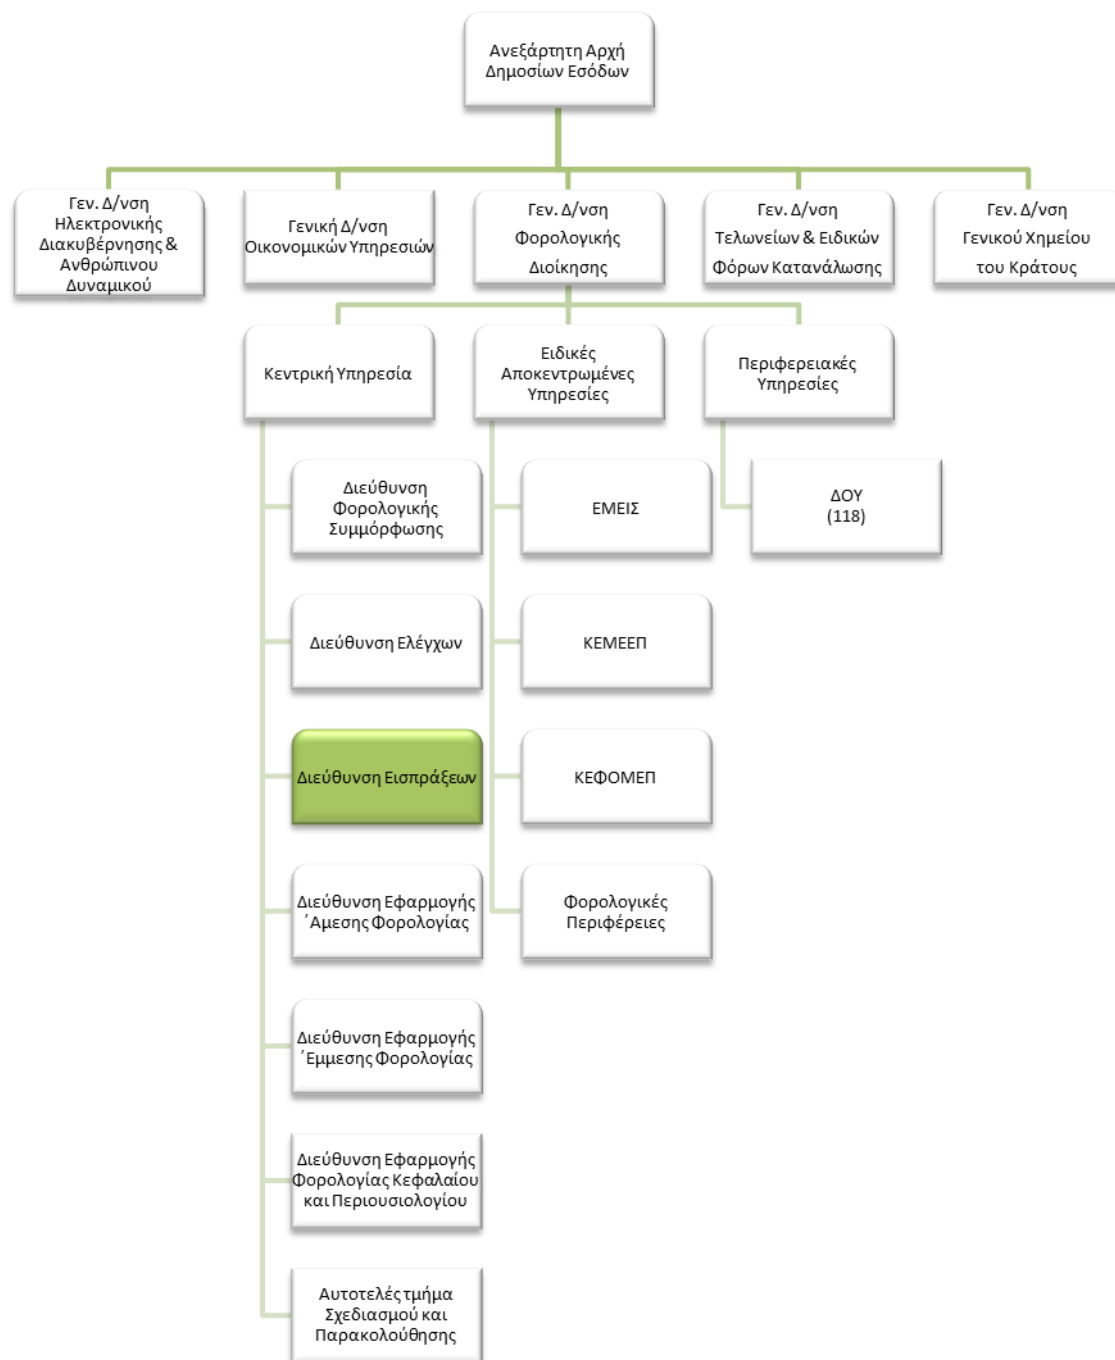 Ανεξάρτητη Αρχή
Δημοσίων Εσόδων
Γεν. Δ/νση
Ηλεκτρονικής
Διακυβέρνησης &
Ανθρώπινου
Δυναμικού
Γενική Δ/νση
Οικονομικών Υπηρεσιών
Γεν. Δ/νση
Φορολογικής
Διοίκησης
Γεν. Δ/νση
Τελωνείων & Ειδικών
Φόρων Κατανάλωσης
Γεν. Δ/νση
Γενικού Χημείου
του Κράτους
Κεντρική Υπηρεσία
Ειδικές
Αποκεντρωμένες
Υπηρεσίες
Περιφερειακές
Υπηρεσίες
Διεύθυνση
Φορολογικής
Συμμόρφωσης
ΕΜΕΙΣ
ΔΟΥ
(118)
Διεύθυνση Ελέγχων
ΚΕΜΕΕΠ
Διεύθυνση Εισπράξεων
ΚΕΦΟΜΕΠ
Διεύθυνση Εφαρμογής
΄Αμεσης Φορολογίας
Φορολογικές
Περιφέρειες
Διεύθυνση Εφαρμογής
΄Εμμεσης Φορολογίας
Διεύθυνση Εφαρμογής
Φορολογίας Κεφαλαίου
και Περιουσιολογίου
Αυτοτελές τμήμα
Σχεδιασμού και
Παρακολούθησης